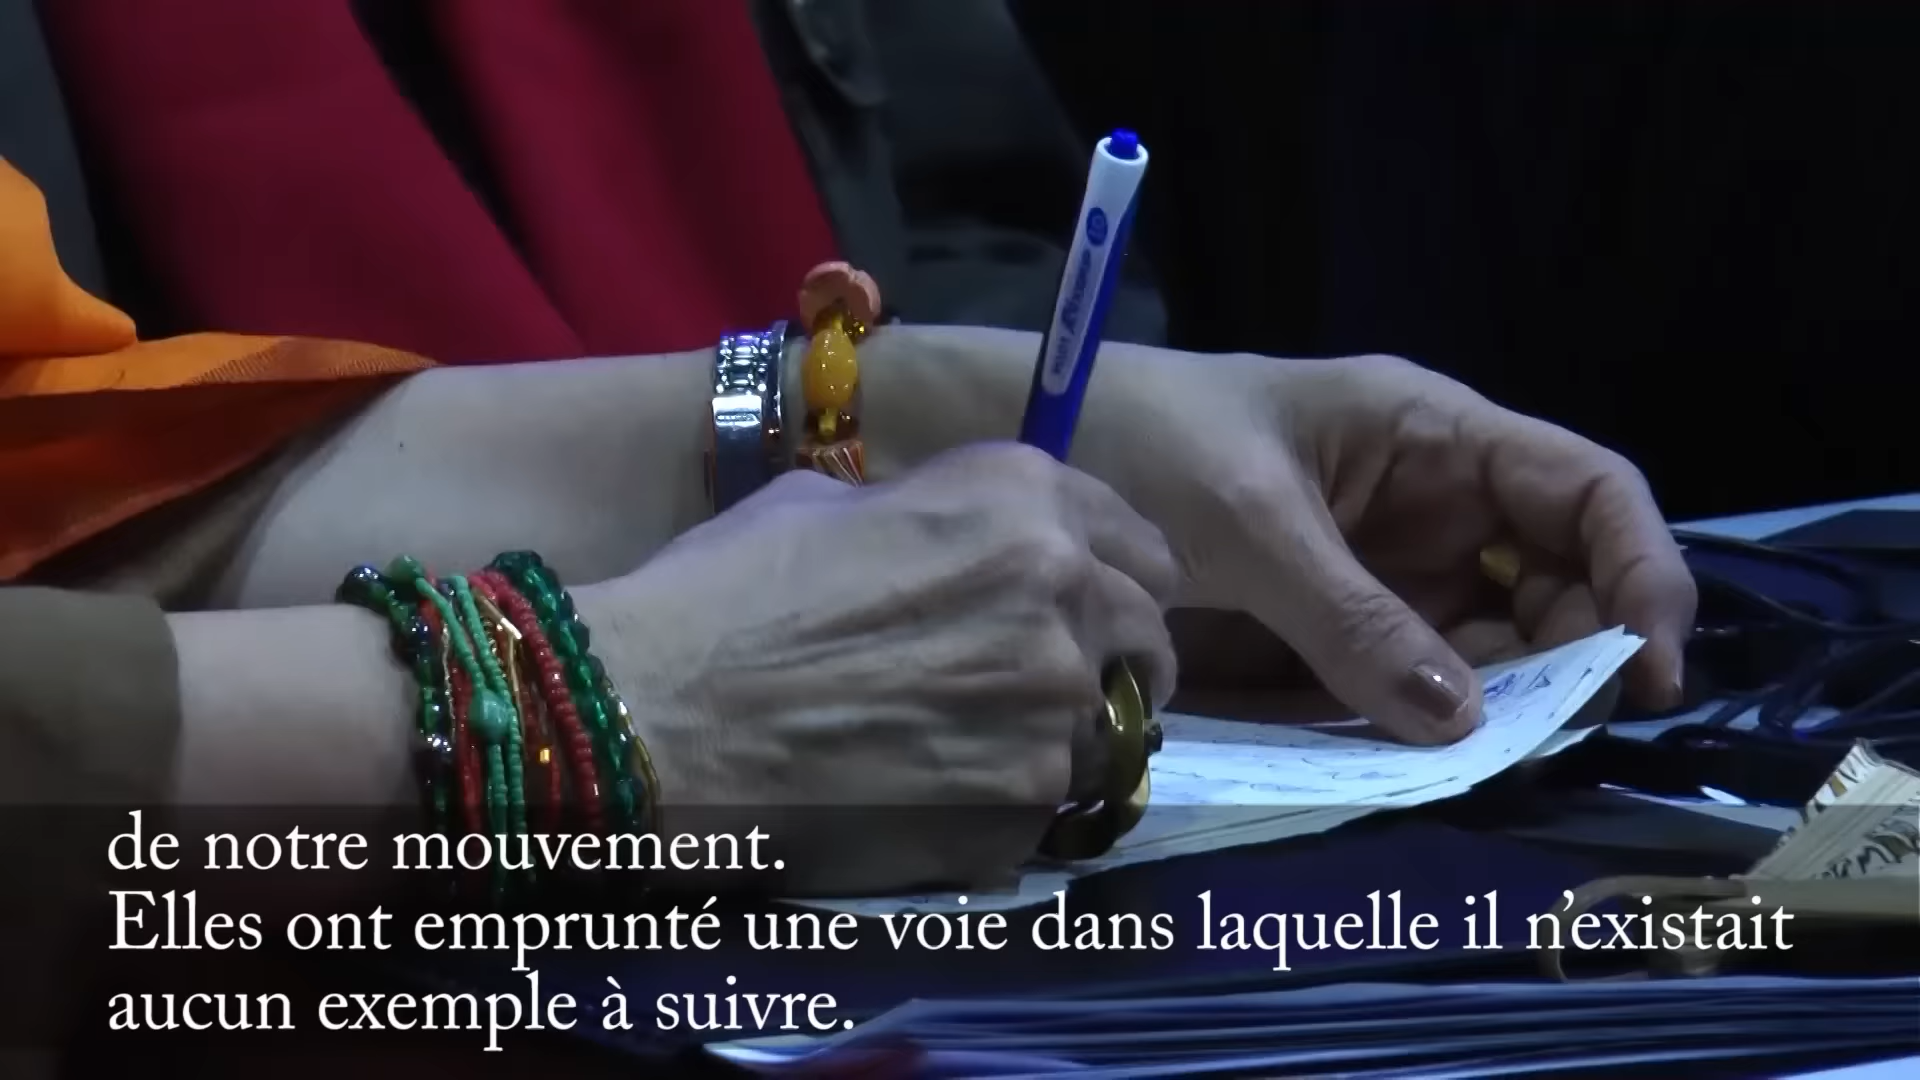 de notre mouvement.
Elles ont emprunté une voie dans laquelle il n’existait
aucun exemple à suivre.